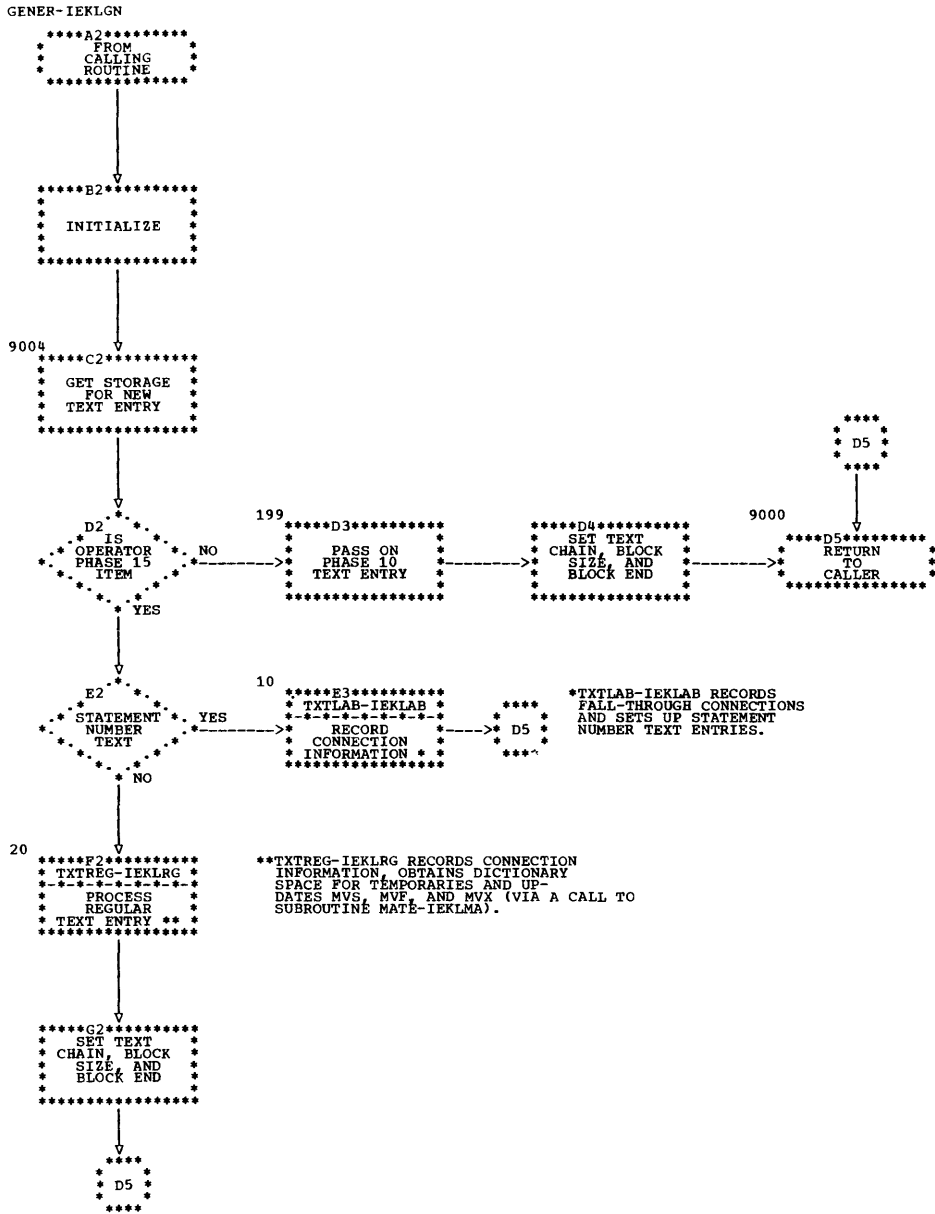 GENER-IEKLGN
A2
FROM
CALLING
ROUTINE
B2
INITIALIZE
9004
C2
GET STORAGE
FOR NEW
TEXT ENTRY
D5
D2
IS
OPERATOR
PHASE 15
ITEM
NO
YES
199
D3
PASS ON
PHASE 10
TEXT ENTRY
D4
SET TEXT
CHAIN, BLOCK
SIZE, AND
BLOCK END
9000
D5
RETURN
TO
CALLER
E2
STATEMENT
NUMBER
TEXT
YES
NO
10
E3
TXTLAB-IEKLAB
RECORD
CONNECTION
INFORMATION *
D5
*TXTLAB-IEKLAB RECORDS
FALL-THROUGH CONNECTIONS
AND SETS UP STATEMENT
NUMBER TEXT ENTRIES.
20
F2
TXTREG-IEKLRG
PROCESS
REGULAR
TEXT ENTRY **
**TXTREG-IEKLRG RECORDS CONNECTION
INFORMATION, OBTAINS DICTIONARY
SPACE FOR TEMPORARIES AND UP-
DATES MVS, MVF, AND MVX (VIA A CALL TO
SUBROUTINE MATE-IEKLMA).
G2
SET TEXT
CHAIN, BLOCK
SIZE, AND
BLOCK END
D5